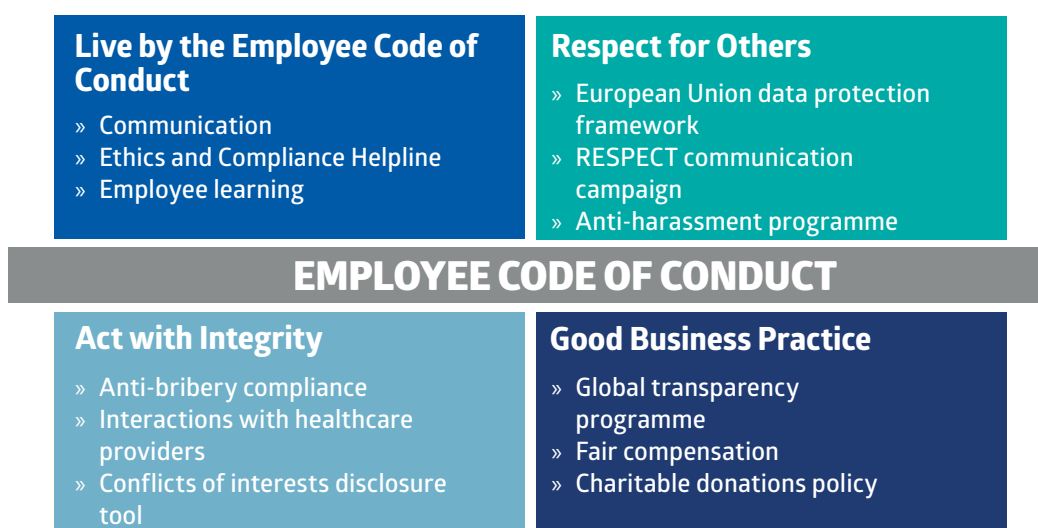 Live by the Employee Code of
Conduct
» Communication
» Ethics and Compliance Helpline
» Employee learning
Respect for Others
» European Union data protection
framework
» RESPECT communication
campaign
» Anti-harassment programme
EMPLOYEE CODE OF CONDUCT
Act with Integrity
» Anti-bribery compliance
» Interactions with healthcare
providers
» Conflicts of interests disclosure
tool
Good Business Practice
» Global transparency
programme
» Fair compensation
» Charitable donations policy